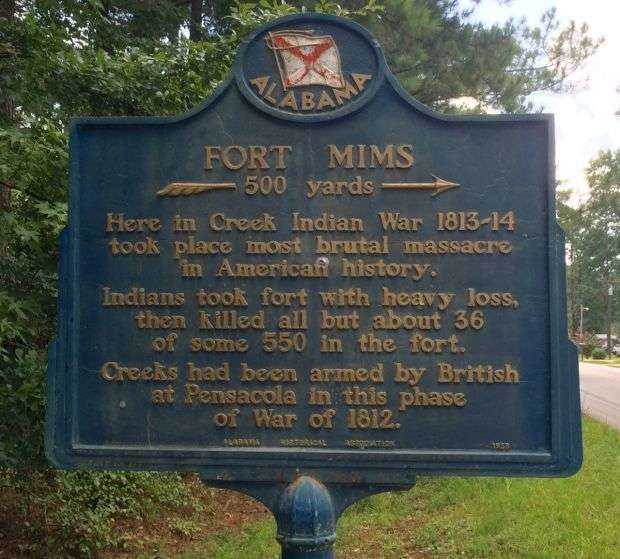 ALABAMA
FORT MIMS
500 yards
Here in Creek Indian War 1813-14
took place most brutal massacre
in American history.
Indians took fort with heavy loss,
then killed all but about 36
of some 550 in the fort.
Creeks had been armed by British
at Pensacola in this phase
of War of 1812.
ALABAMA HISTORICAL ASSOCIATION